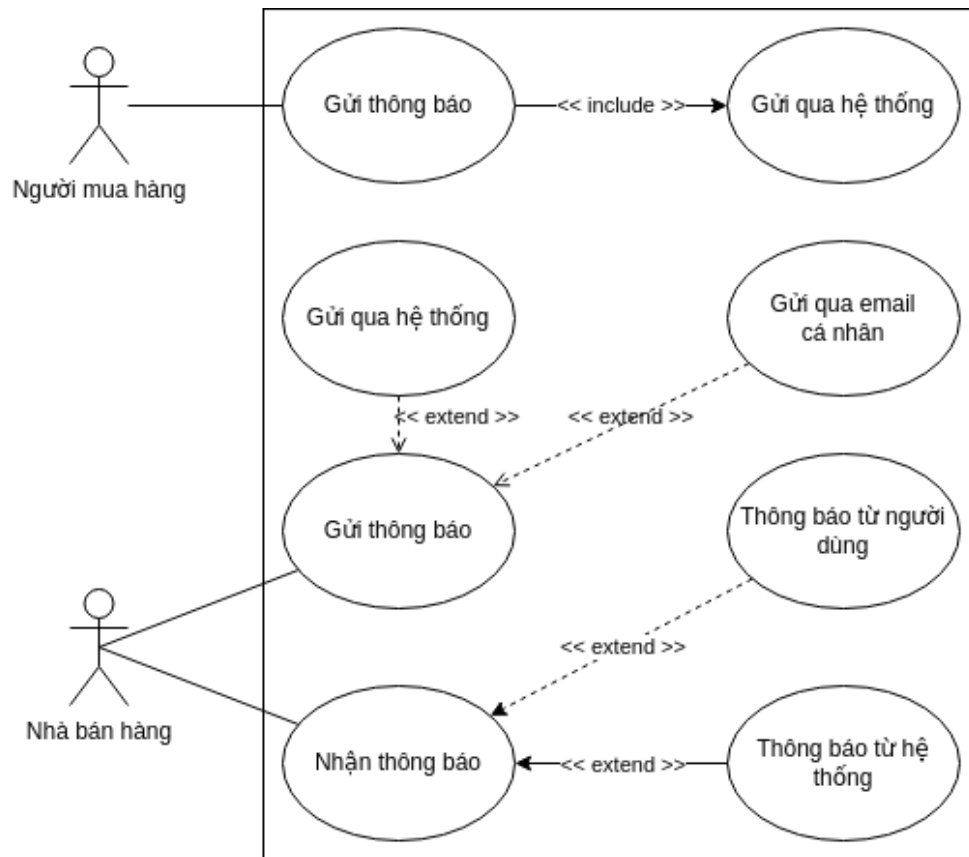 Gửi thông báo
<< include >>
Gửi qua hệ thống
Người mua hàng
Gửi qua hệ thống
Gửi qua email
cá nhân
<< extend >>
<< extend >>
Gửi thông báo
Thông báo từ người
dùng
<< extend >>
Nhà bán hàng
Nhận thông báo
<< extend >>
Thông báo từ hệ
thống